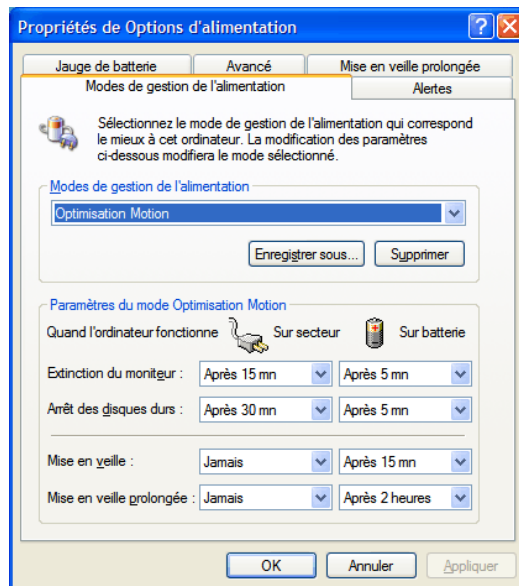 Propriétés de Options d'alimentation
Jauge de batterie
Avancé
Mise en veille prolongée
Modes de gestion de l'alimentation
Alertes
Sélectionnez le mode de gestion de l'alimentation qui correspond
le mieux à cet ordinateur. La modification des paramètres
ci-dessous modifiera le mode sélectionné.
Modes de gestion de l'alimentation
Optimisation Motion
Enregistrer sous...
Supprimer
Paramètres du mode Optimisation Motion
Quand l'ordinateur fonctionne
Sur secteur
Sur batterie
Extinction du moniteur :
Après 15 mn
Après 5 mn
Arrêt des disques durs :
Après 30 mn
Après 5 mn
Mise en veille :
Jamais
Après 15 mn
Mise en veille prolongée :
Jamais
Après 2 heures
OK
Annuler
Appliquer